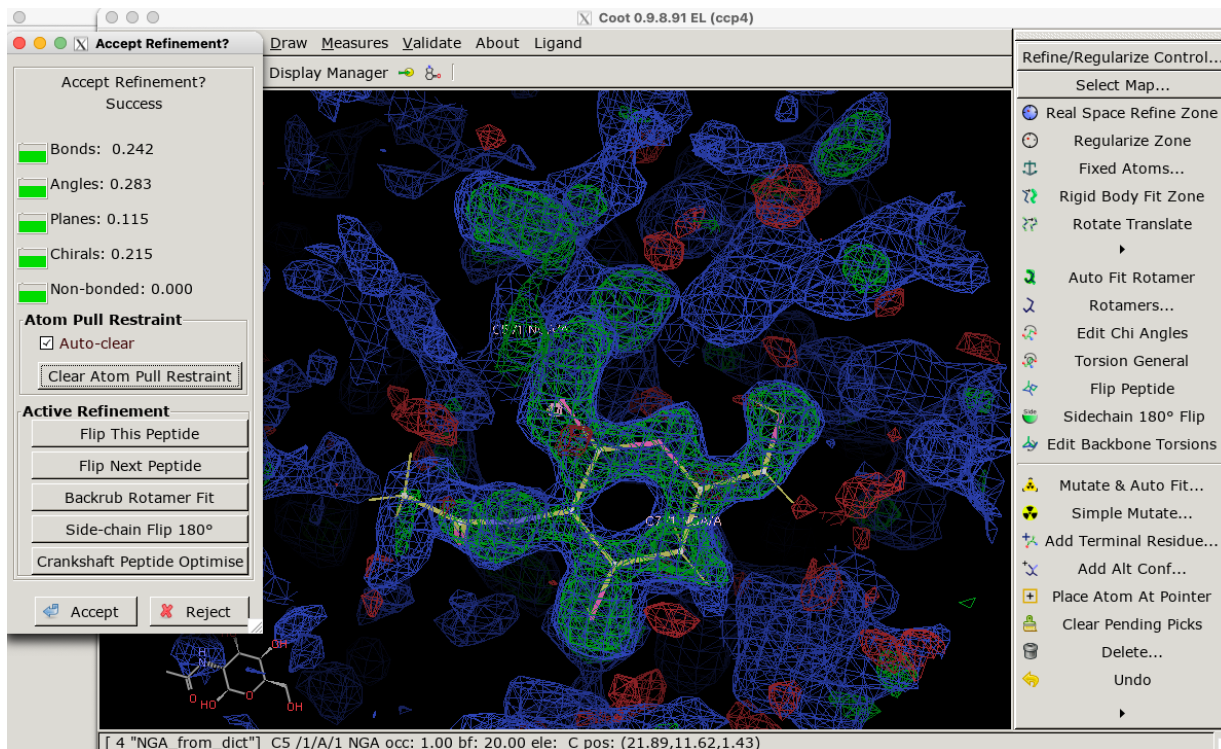 X Coot 0.9.8.91 EL (ccp4)
X Accept Refinement?
Draw Measures Validate About Ligand
Display Manager
Accept Refinement?
Success
Bonds: 0.242
Angles: 0.283
Planes: 0.115
Chirals: 0.215
Non-bonded: 0.000
Atom Pull Restraint
Auto-clear
Clear Atom Pull Restraint
Active Refinement
Flip This Peptide
Flip Next Peptide
Backrub Rotamer Fit
Side-chain Flip 180°
Crankshaft Peptide Optimise
Accept
Reject
C5 /1 NGA/A
H
N
O
HO
OH
O
OH
Refine/Regularize Control...
Select Map...
Real Space Refine Zone
Regularize Zone
Fixed Atoms...
Rigid Body Fit Zone
Rotate Translate
Auto Fit Rotamer
Rotamers...
Edit Chi Angles
Torsion General
Flip Peptide
Side
Sidechain 180° Flip
Edit Backbone Torsions
Mutate & Auto Fit...
Simple Mutate...
Add Terminal Residue...
Add Alt Conf...
Place Atom At Pointer
Clear Pending Picks
Delete...
Undo
[ 4 "NGA_from_dict"] C5 /1/A/1 NGA occ: 1.00 bf: 20.00 ele: C pos: (21.89,11.62,1.43)